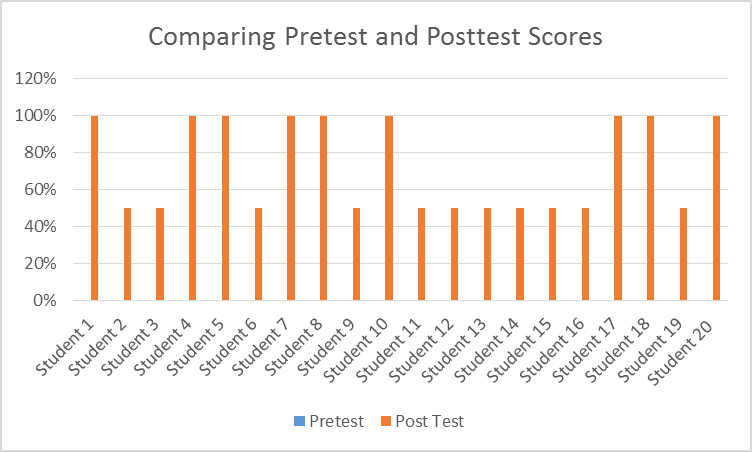 Comparing Pretest and Posttest Scores
120%
100%
80%
60%
40%
20%
0%
Student 1
Student 2
Student 3
Student 4
Student 5
Student 6
Student 7
Student 8
Student 9
Student 10
Student 11
Student 12
Student 13
Student 14
Student 15
Student 16
Student 17
Student 18
Student 19
Student 20
Pretest Post Test